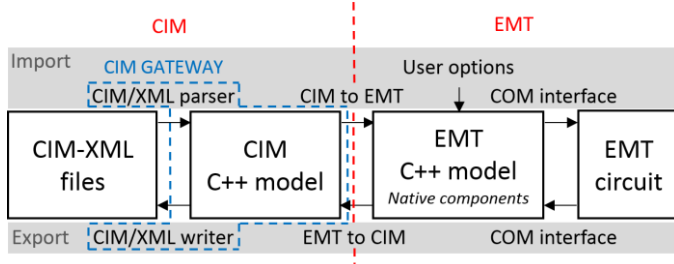 CIM EMT
Import
CIM GATEWAY User options
CIM/XML parser CIM to EMT COM interface
CIM-XML
files
CIM
C++ model
EMT
C++ model
Native components
EMT
circuit
Export CIM/XML writer EMT to CIM COM interface